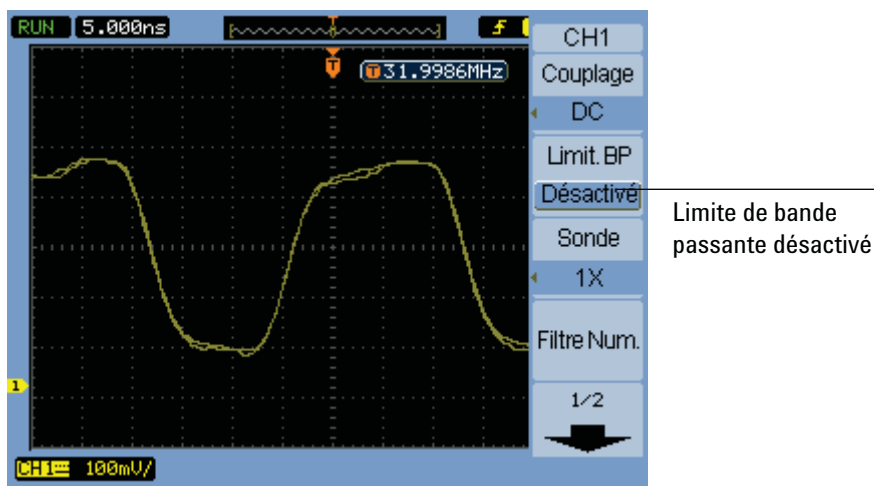 RUN 5.000ns
T 31.9986MHz
CH1
Couplage
DC
Limit. BP
Désactivé
Sonde
1X
Filtre Num.
1/2
1
CH1 100mV/
Limite de bande
passante désactivé